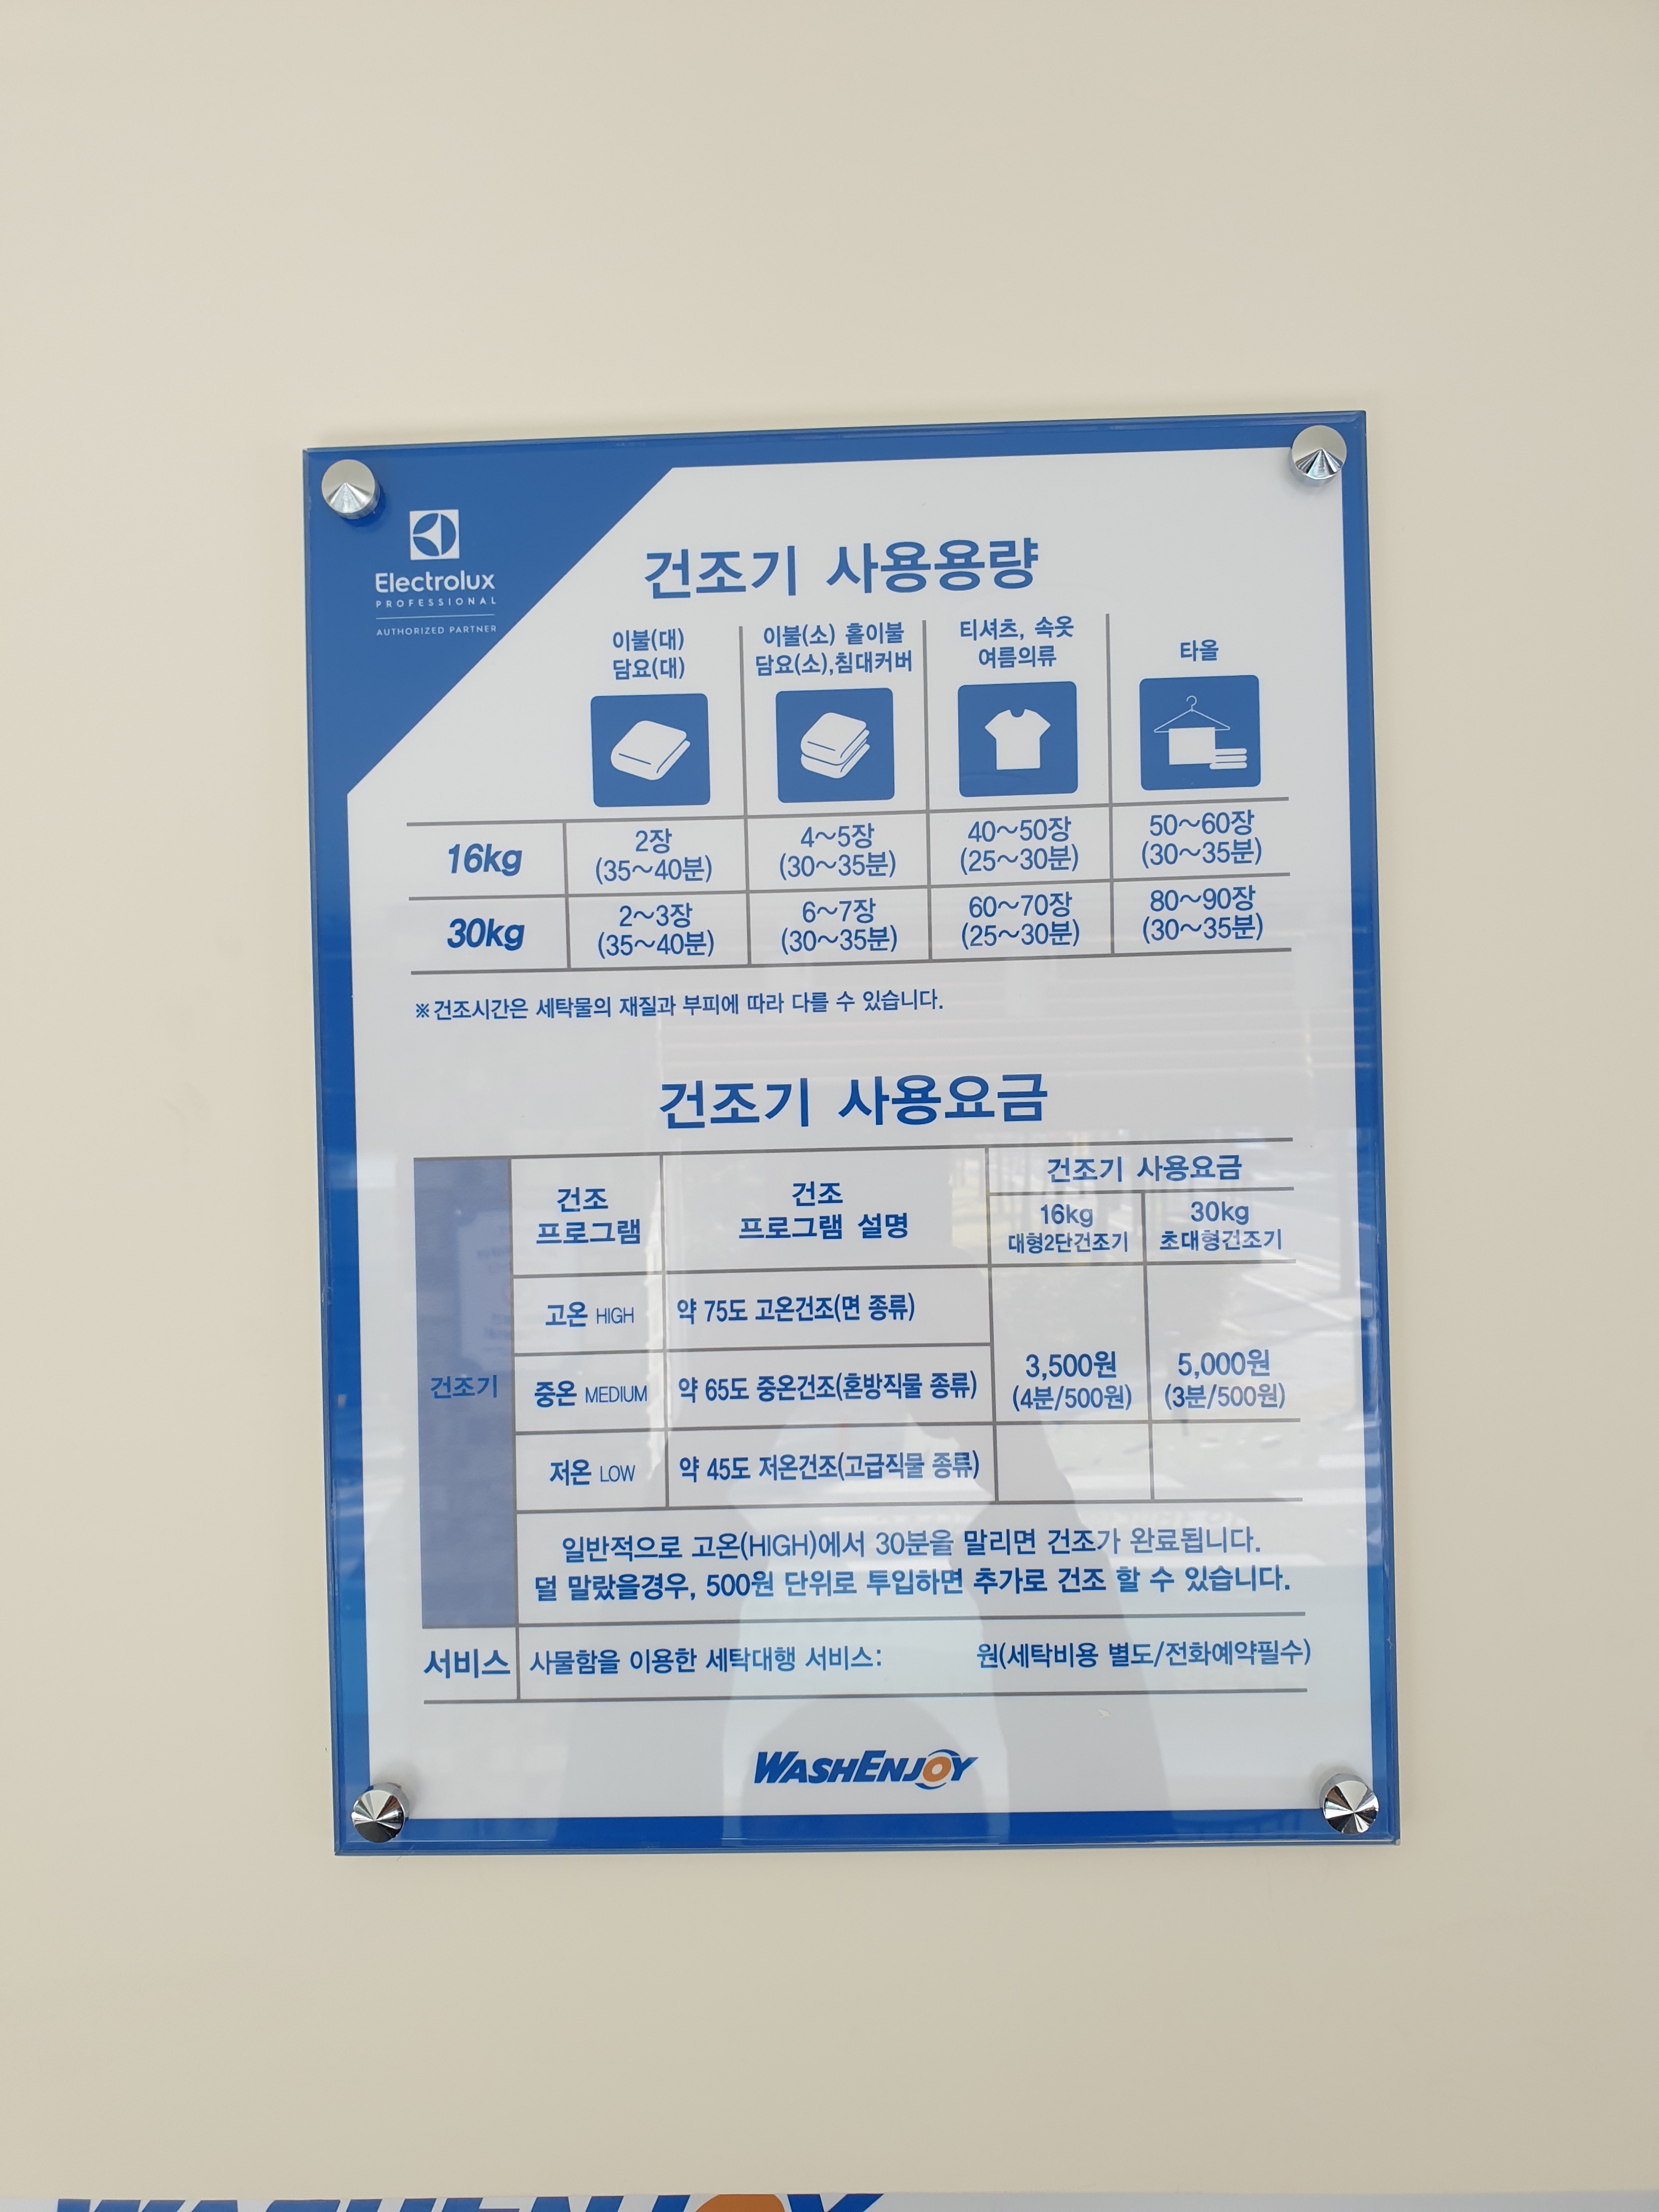 Electrolux
PROFESSIONAL
AUTHORIZED PARTNER
건조기 사용용량
이불(대)
담요(대)
이불(소) 홑이불
담요(소),침대커버
티셔츠, 속옷
여름의류
타올
16kg
2장
(35~40분)
4~5장
(30~35분)
40~50장
(25~30분)
50~60장
(30~35분)
30kg
2~3장
(35~40분)
6~7장
(30~35분)
60~70장
(25~30분)
80~90장
(30~35분)
※건조시간은 세탁물의 재질과 부피에 따라 다를 수 있습니다.
건조기 사용요금
건조
프로그램
건조
프로그램 설명
건조기 사용요금
16kg
대형2단건조기
30kg
초대형건조기
건조기
고온 HIGH
약 75도 고온건조(면 종류)
중온 MEDIUM
약 65도 중온건조(혼방직물 종류)
저온 LOW
약 45도 저온건조(고급직물 종류)
3,500원
(4분/500원)
5,000원
(3분/500원)
일반적으로 고온(HIGH)에서 30분을 말리면 건조가 완료됩니다.
덜 말랐을경우, 500원 단위로 투입하면 추가로 건조 할 수 있습니다.
서비스
사물함을 이용한 세탁대행 서비스: 원(세탁비용 별도/전화예약필수)
WASHENJOY
WASHENJOY